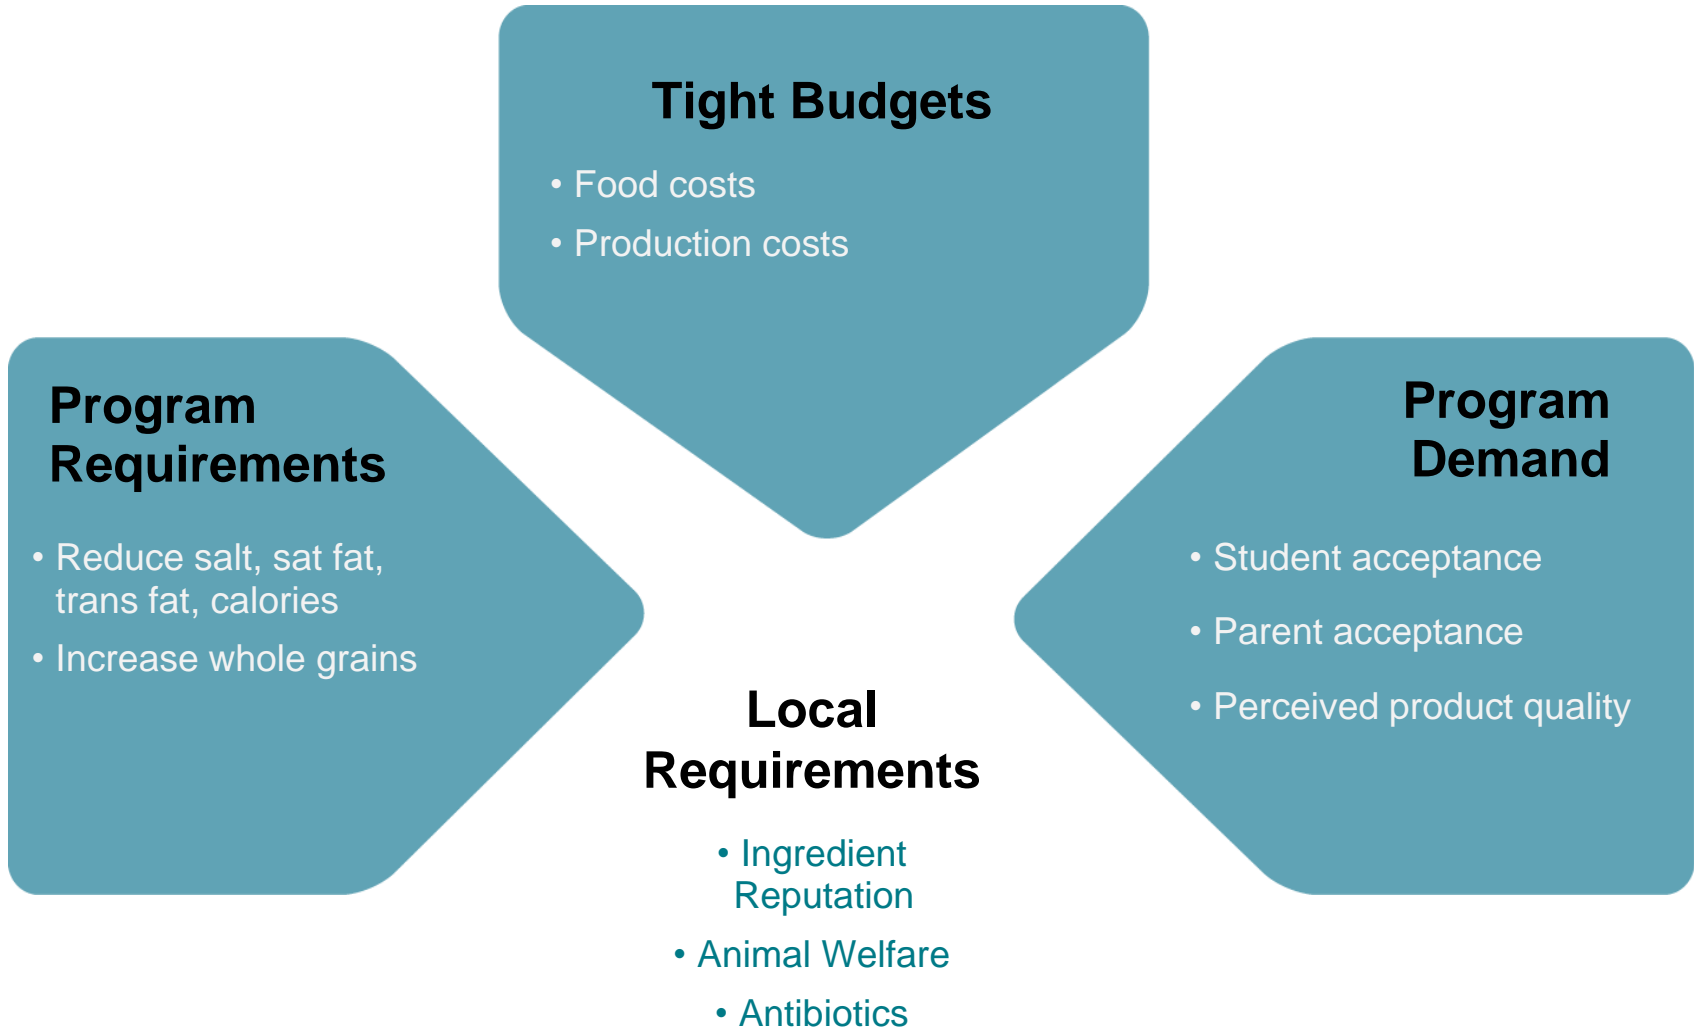 Tight Budgets
• Food costs
• Production costs
Program
Requirements
• Reduce salt, sat fat,
trans fat, calories
• Increase whole grains
Program
Demand
• Student acceptance
• Parent acceptance
• Perceived product quality
Local
Requirements
• Ingredient
Reputation
• Animal Welfare
• Antibiotics